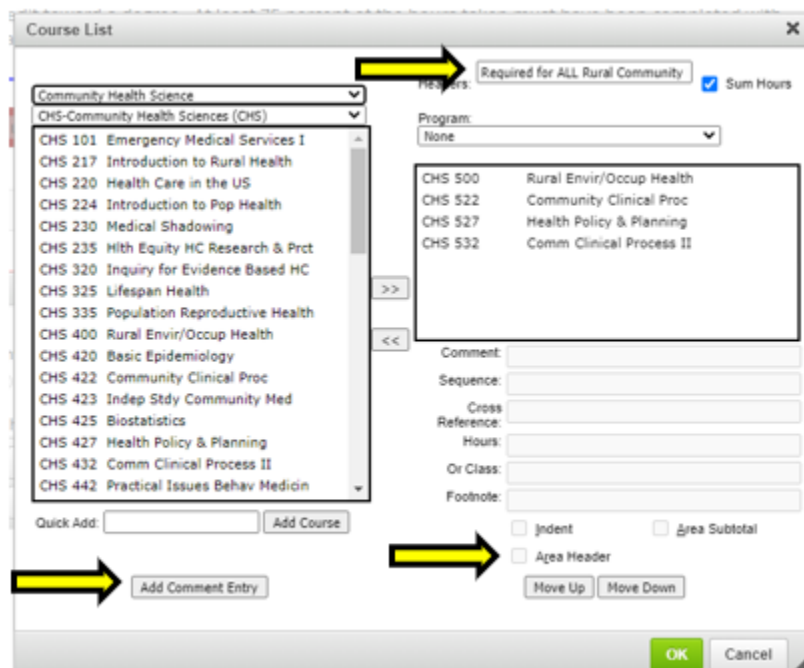 Course List
Required for ALL Rural Community
Headers:
Sum Hours
Community Health Science
CHS-Community Health Sciences (CHS)
Program:
None
CHS 101 Emergency Medical Services I
CHS 217 Introduction to Rural Health
CHS 220 Health Care in the US
CHS 224 Introduction to Pop Health
CHS 230 Medical Shadowing
CHS 235 Hlth Equity HC Research & Prct
CHS 320 Inquiry for Evidence Based HC
CHS 325 Lifespan Health
CHS 335 Population Reproductive Health
CHS 400 Rural Envir/Occup Health
CHS 420 Basic Epidemiology
CHS 422 Community Clinical Proc
CHS 423 Indep Stdy Community Med
CHS 425 Biostatistics
CHS 427 Health Policy & Planning
CHS 432 Comm Clinical Process II
CHS 442 Practical Issues Behav Medicin
>>
<<
CHS 500 Rural Envir/Occup Health
CHS 522 Community Clinical Proc
CHS 527 Health Policy & Planning
CHS 532 Comm Clinical Process II
Comment:
Sequence:
Cross
Reference:
Hours:
Or Class:
Footnote:
Quick Add:
Add Course
Indent
Area Subtotal
Area Header
Add Comment Entry
Move Up
Move Down
OK
Cancel